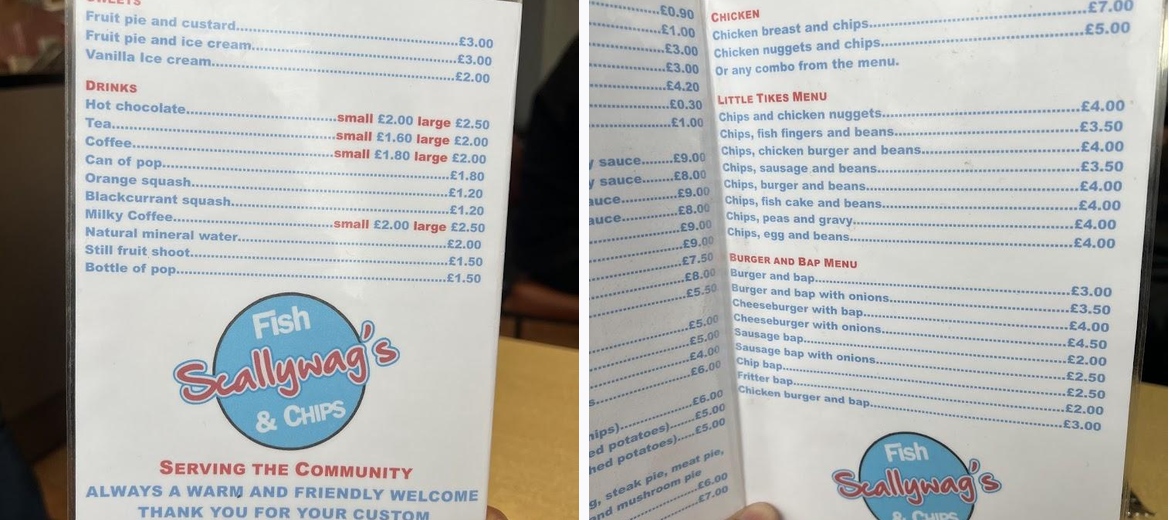 Fruit pie and custard....£3.00
Fruit pie and ice cream....£3.00
Vanilla Ice cream....£2.00
DRINKS
Hot chocolate....small £2.00 large £2.50
Tea....small £1.60 large £2.00
Coffee....small £1.80 large £2.00
Can of pop....£1.80
Orange squash....£1.20
Blackcurrant squash....£1.20
Milky Coffee....small £2.00 large £2.50
Natural mineral water....£2.00
Still fruit shoot....£1.50
Bottle of pop....£1.50
Fish
Scallywag's
& CHIPS
SERVING THE COMMUNITY
ALWAYS A WARM AND FRIENDLY WELCOME
THANK YOU FOR YOUR CUSTOM
£0.90
£1.00
£3.00
£3.00
£4.20
£0.30
£1.00
sauce....£9.00
sauce....£8.00
£9.00
£8.00
£9.00
£9.00
£7.50
£8.00
£5.50
£5.00
£5.00
£4.00
£6.00
£6.00
potatoes)....£5.00
potatoes)....£5.00
steak pie, meat pie,
mushroom pie
£6.00
£7.00
CHICKEN
Chicken breast and chips....£7.00
Chicken nuggets and chips....£5.00
Or any combo from the menu.
LITTLE TIKES MENU
Chips and chicken nuggets....£4.00
Chips, fish fingers and beans....£3.50
Chips, chicken burger and beans....£4.00
Chips, sausage and beans....£3.50
Chips, burger and beans....£4.00
Chips, fish cake and beans....£4.00
Chips, peas and gravy....£4.00
Chips, egg and beans....£4.00
BURGER AND BAP MENU
Burger and bap....£3.00
Burger and bap with onions....£3.50
Cheeseburger with bap....£4.00
Cheeseburger with onions....£4.50
Sausage bap....£2.00
Sausage bap with onions....£2.50
Chip bap....£2.50
Fritter bap....£2.00
Chicken burger and bap....£3.00
Fish
Scallywag's
& CHIPS